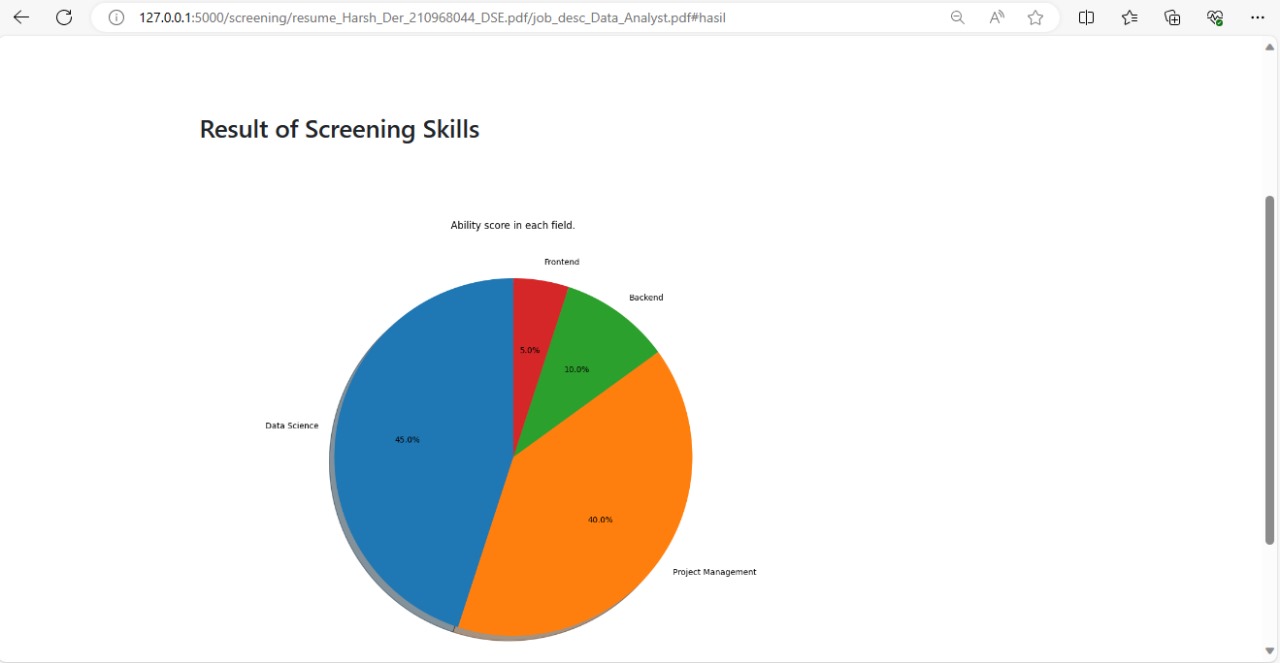 127.0.0.1:5000/screening/resume_Harsh_Der_210968044_DSE.pdf/job_desc_Data_Analyst.pdf#hasil
Result of Screening Skills
Ability score in each field.
Frontend
Backend
5.0%
10.0%
Data Science
45.0%
40.0%
Project Management